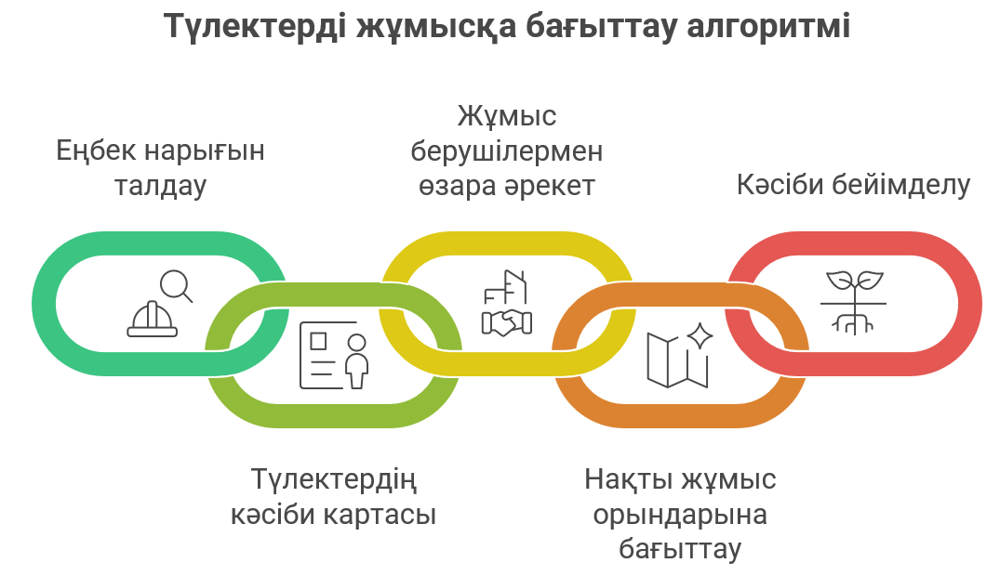 Түлектерді жұмысқа бағыттау алгоритмі
Еңбек нарығын
талдау
Түлектердің
кәсіби картасы
Жұмыс
берушілермен
өзара әрекет
Нақты жұмыс
орындарына
бағыттау
Кәсіби бейімделу